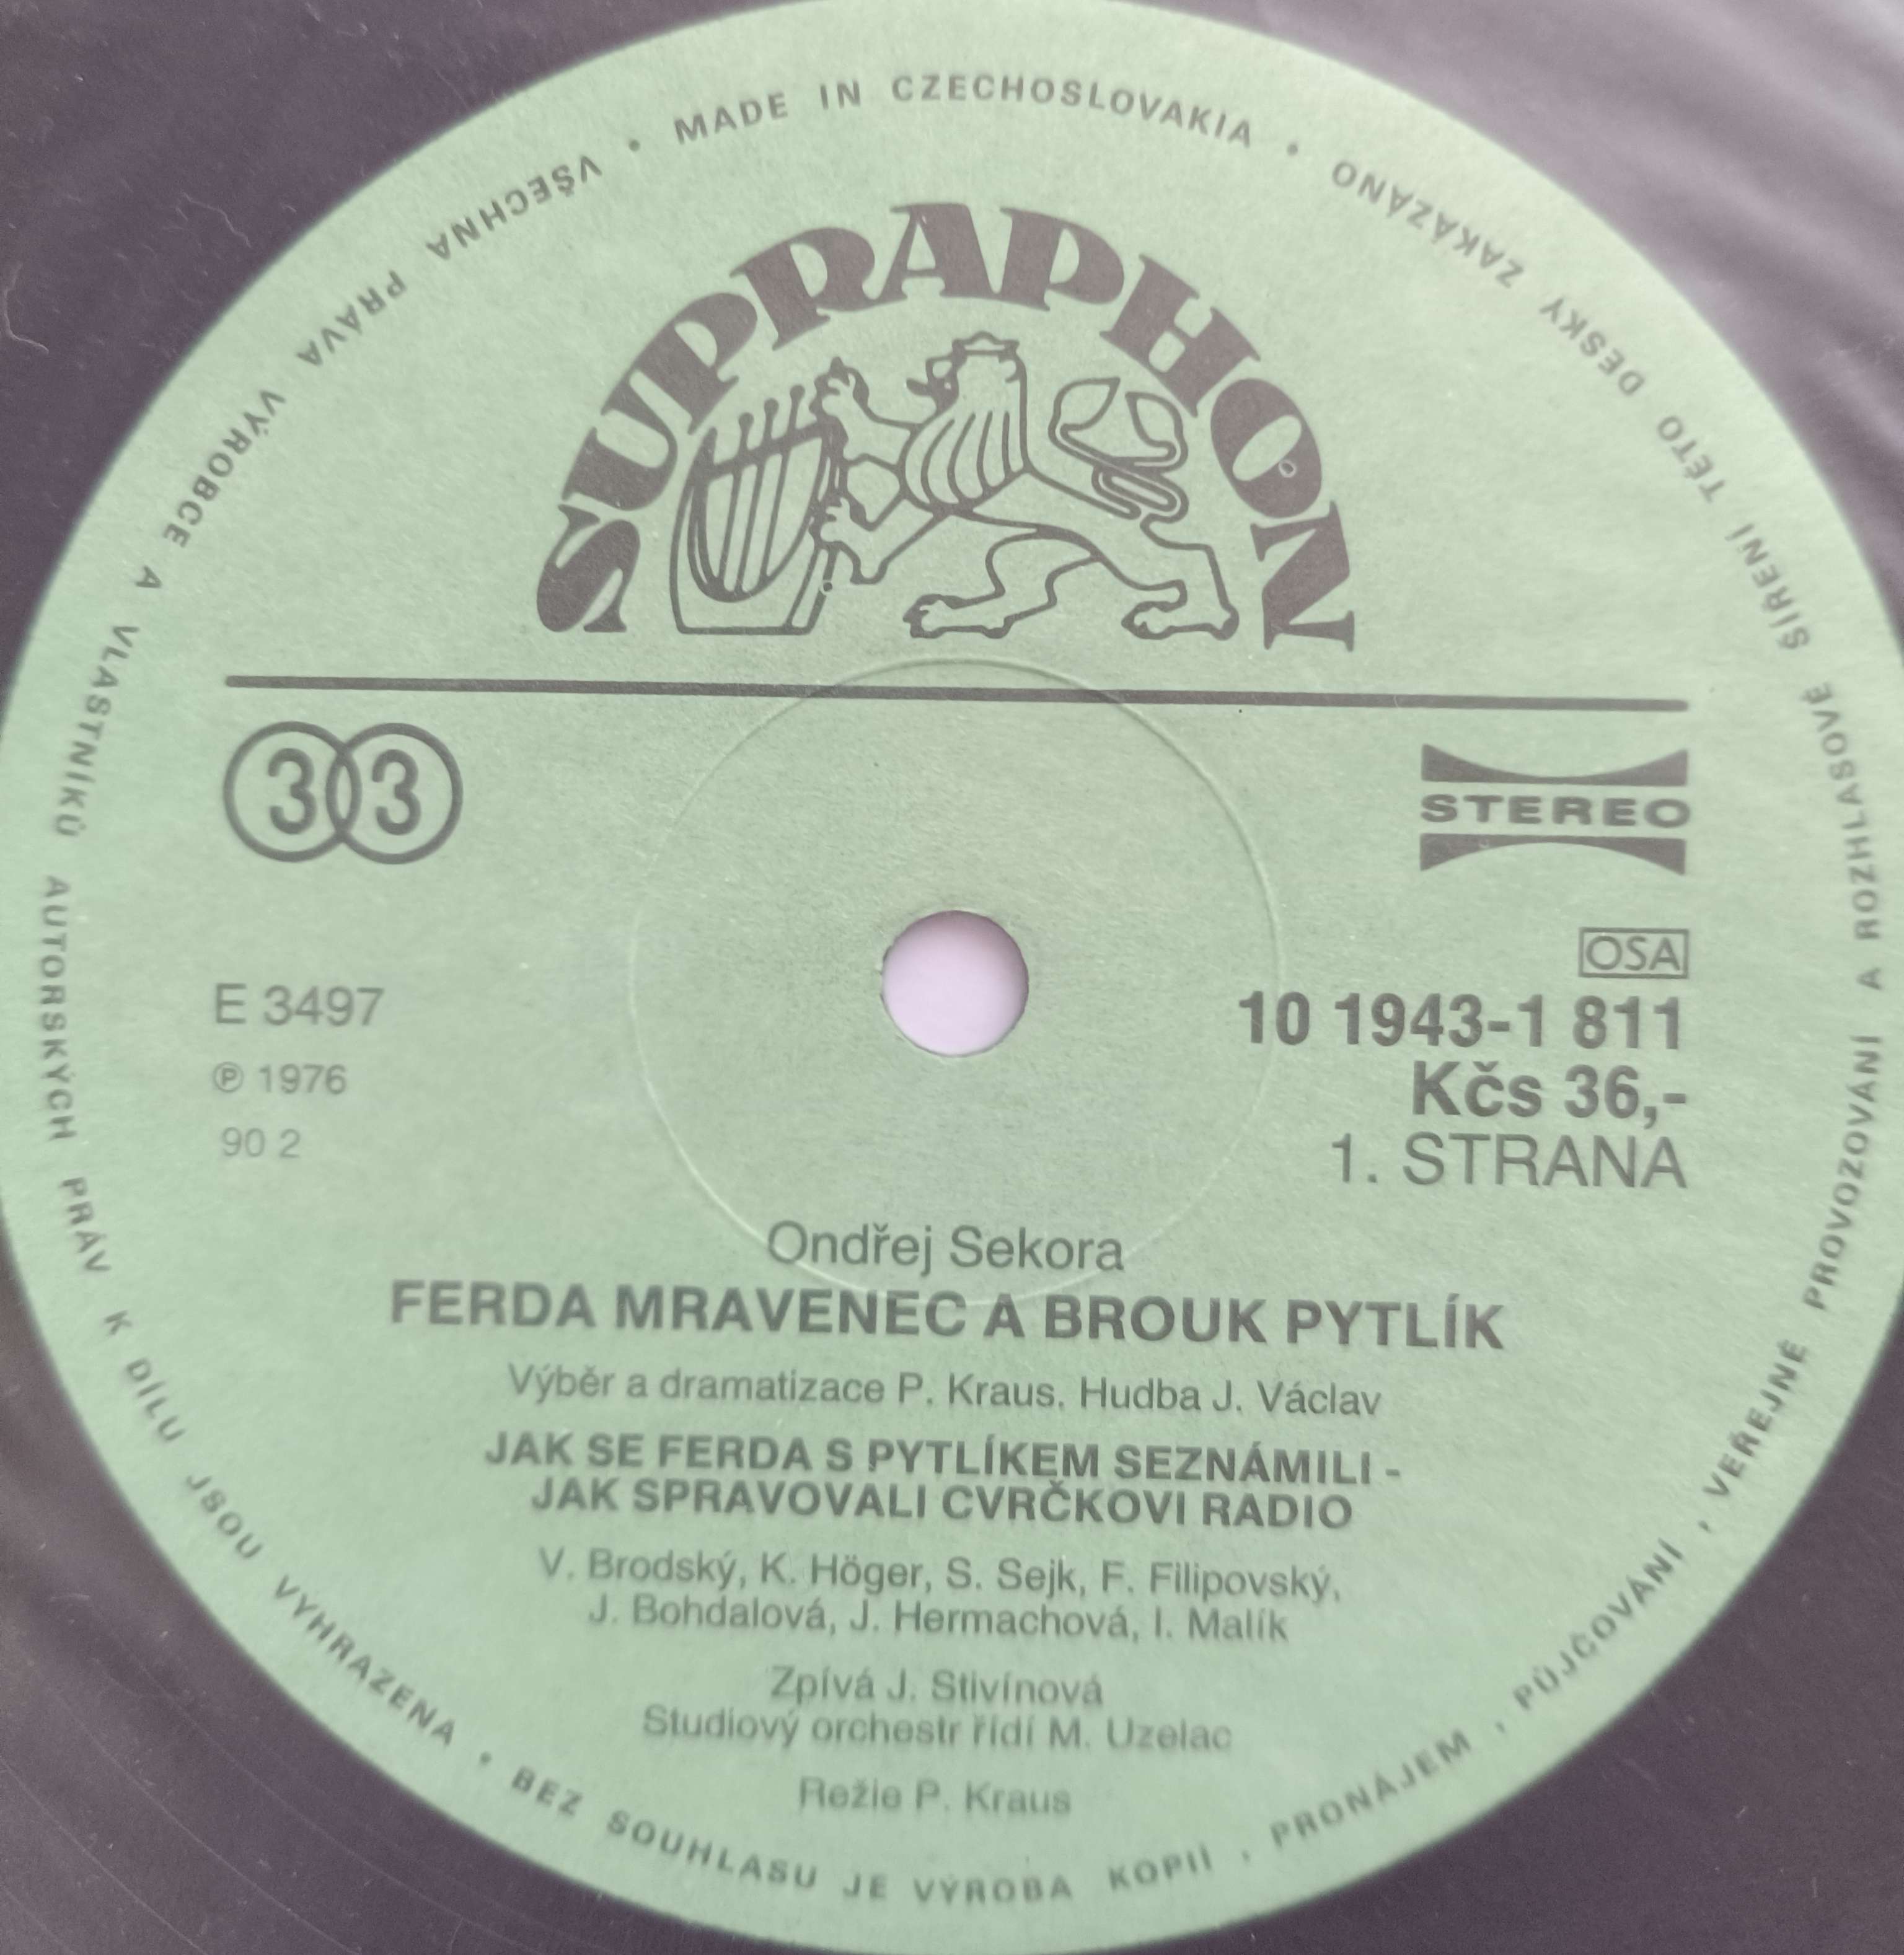 VŠECHNA PRÁVA VÝROBCE A VLASTNÍKŮ AUTORSKÝCH PRÁV K DÍLU JSOU VYHRAZENA • BEZ SOUHLASU JE VÝROBA KOPIÍ, PRONÁJEM, PŮJČOVÁNÍ, VEŘEJNÉ PROVOZOVÁNÍ A ROZHLASOVÉ ŠÍŘENÍ TÉTO DESKY ZAKÁZÁNO • MADE IN CZECHOSLOVAKIA •
SUPRAPHON
33
STEREO
OSA
E 3497
10 1943-1 811
℗ 1976
Kčs 36,-
90 2
1. STRANA
Ondřej Sekora
FERDA MRAVENEC A BROUK PYTLÍK
Výběr a dramatizace P. Kraus. Hudba J. Václav
JAK SE FERDA S PYTLÍKEM SEZNÁMILI -
JAK SPRAVOVALI CVRČKOVI RADIO
V. Brodský, K. Höger, S. Sejk, F. Filipovský,
J. Bohdalová, J. Hermachová, I. Malík
Zpívá J. Stivínová
Studiový orchestr řídí M. Uzelac
Režie P. Kraus